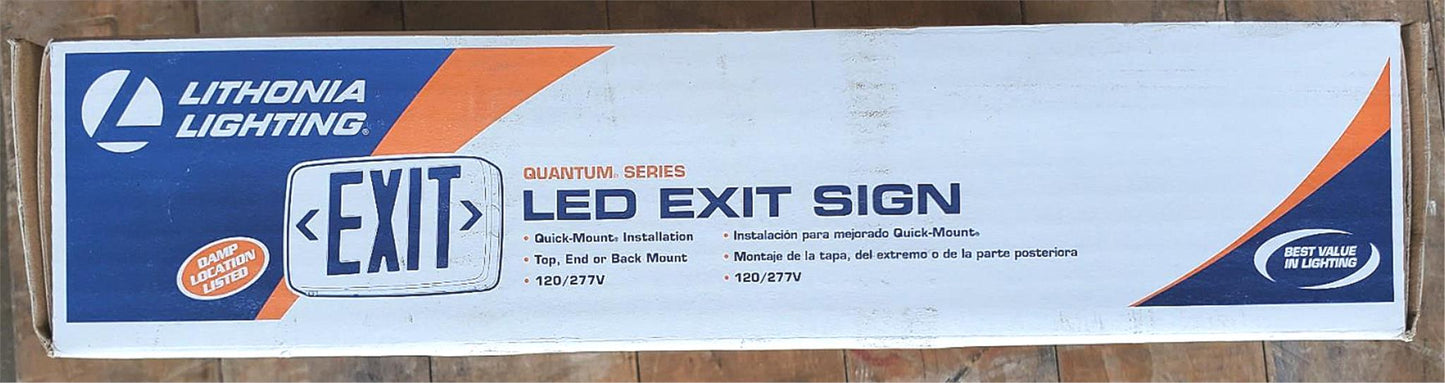 LITHONIA
LIGHTING®
DAMP
LOCATION
LISTED
< EXIT >
QUANTUM® SERIES
LED EXIT SIGN
• Quick-Mount® Installation
• Top, End or Back Mount
• 120/277V
• Instalación para mejorado Quick-Mount®
• Montaje de la tapa, del extremo o de la parte posteriora
• 120/277V
BEST VALUE
IN LIGHTING